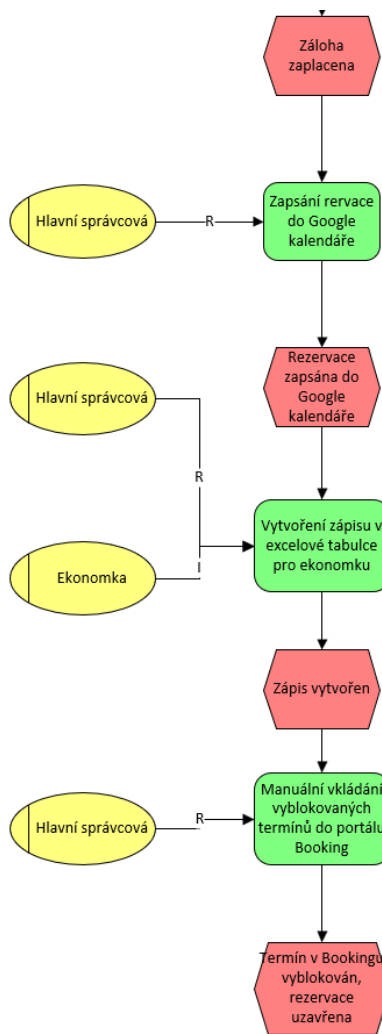 Záloha
zaplacena
Hlavní správcová
R
Zapsání rervace
do Google
kalendáře
Rezervace
zapsána do
Google
kalendáře
Hlavní správcová
R
Vytvoření zápisu v
excelové tabulce
pro ekonomku
Ekonomka
I
Zápis vytvořen
Hlavní správcová
R
Manuální vkládání
vyblokovaných
termínů do portálu
Booking
Termín v Bookingu
vyblokován,
rezervace
uzavřena